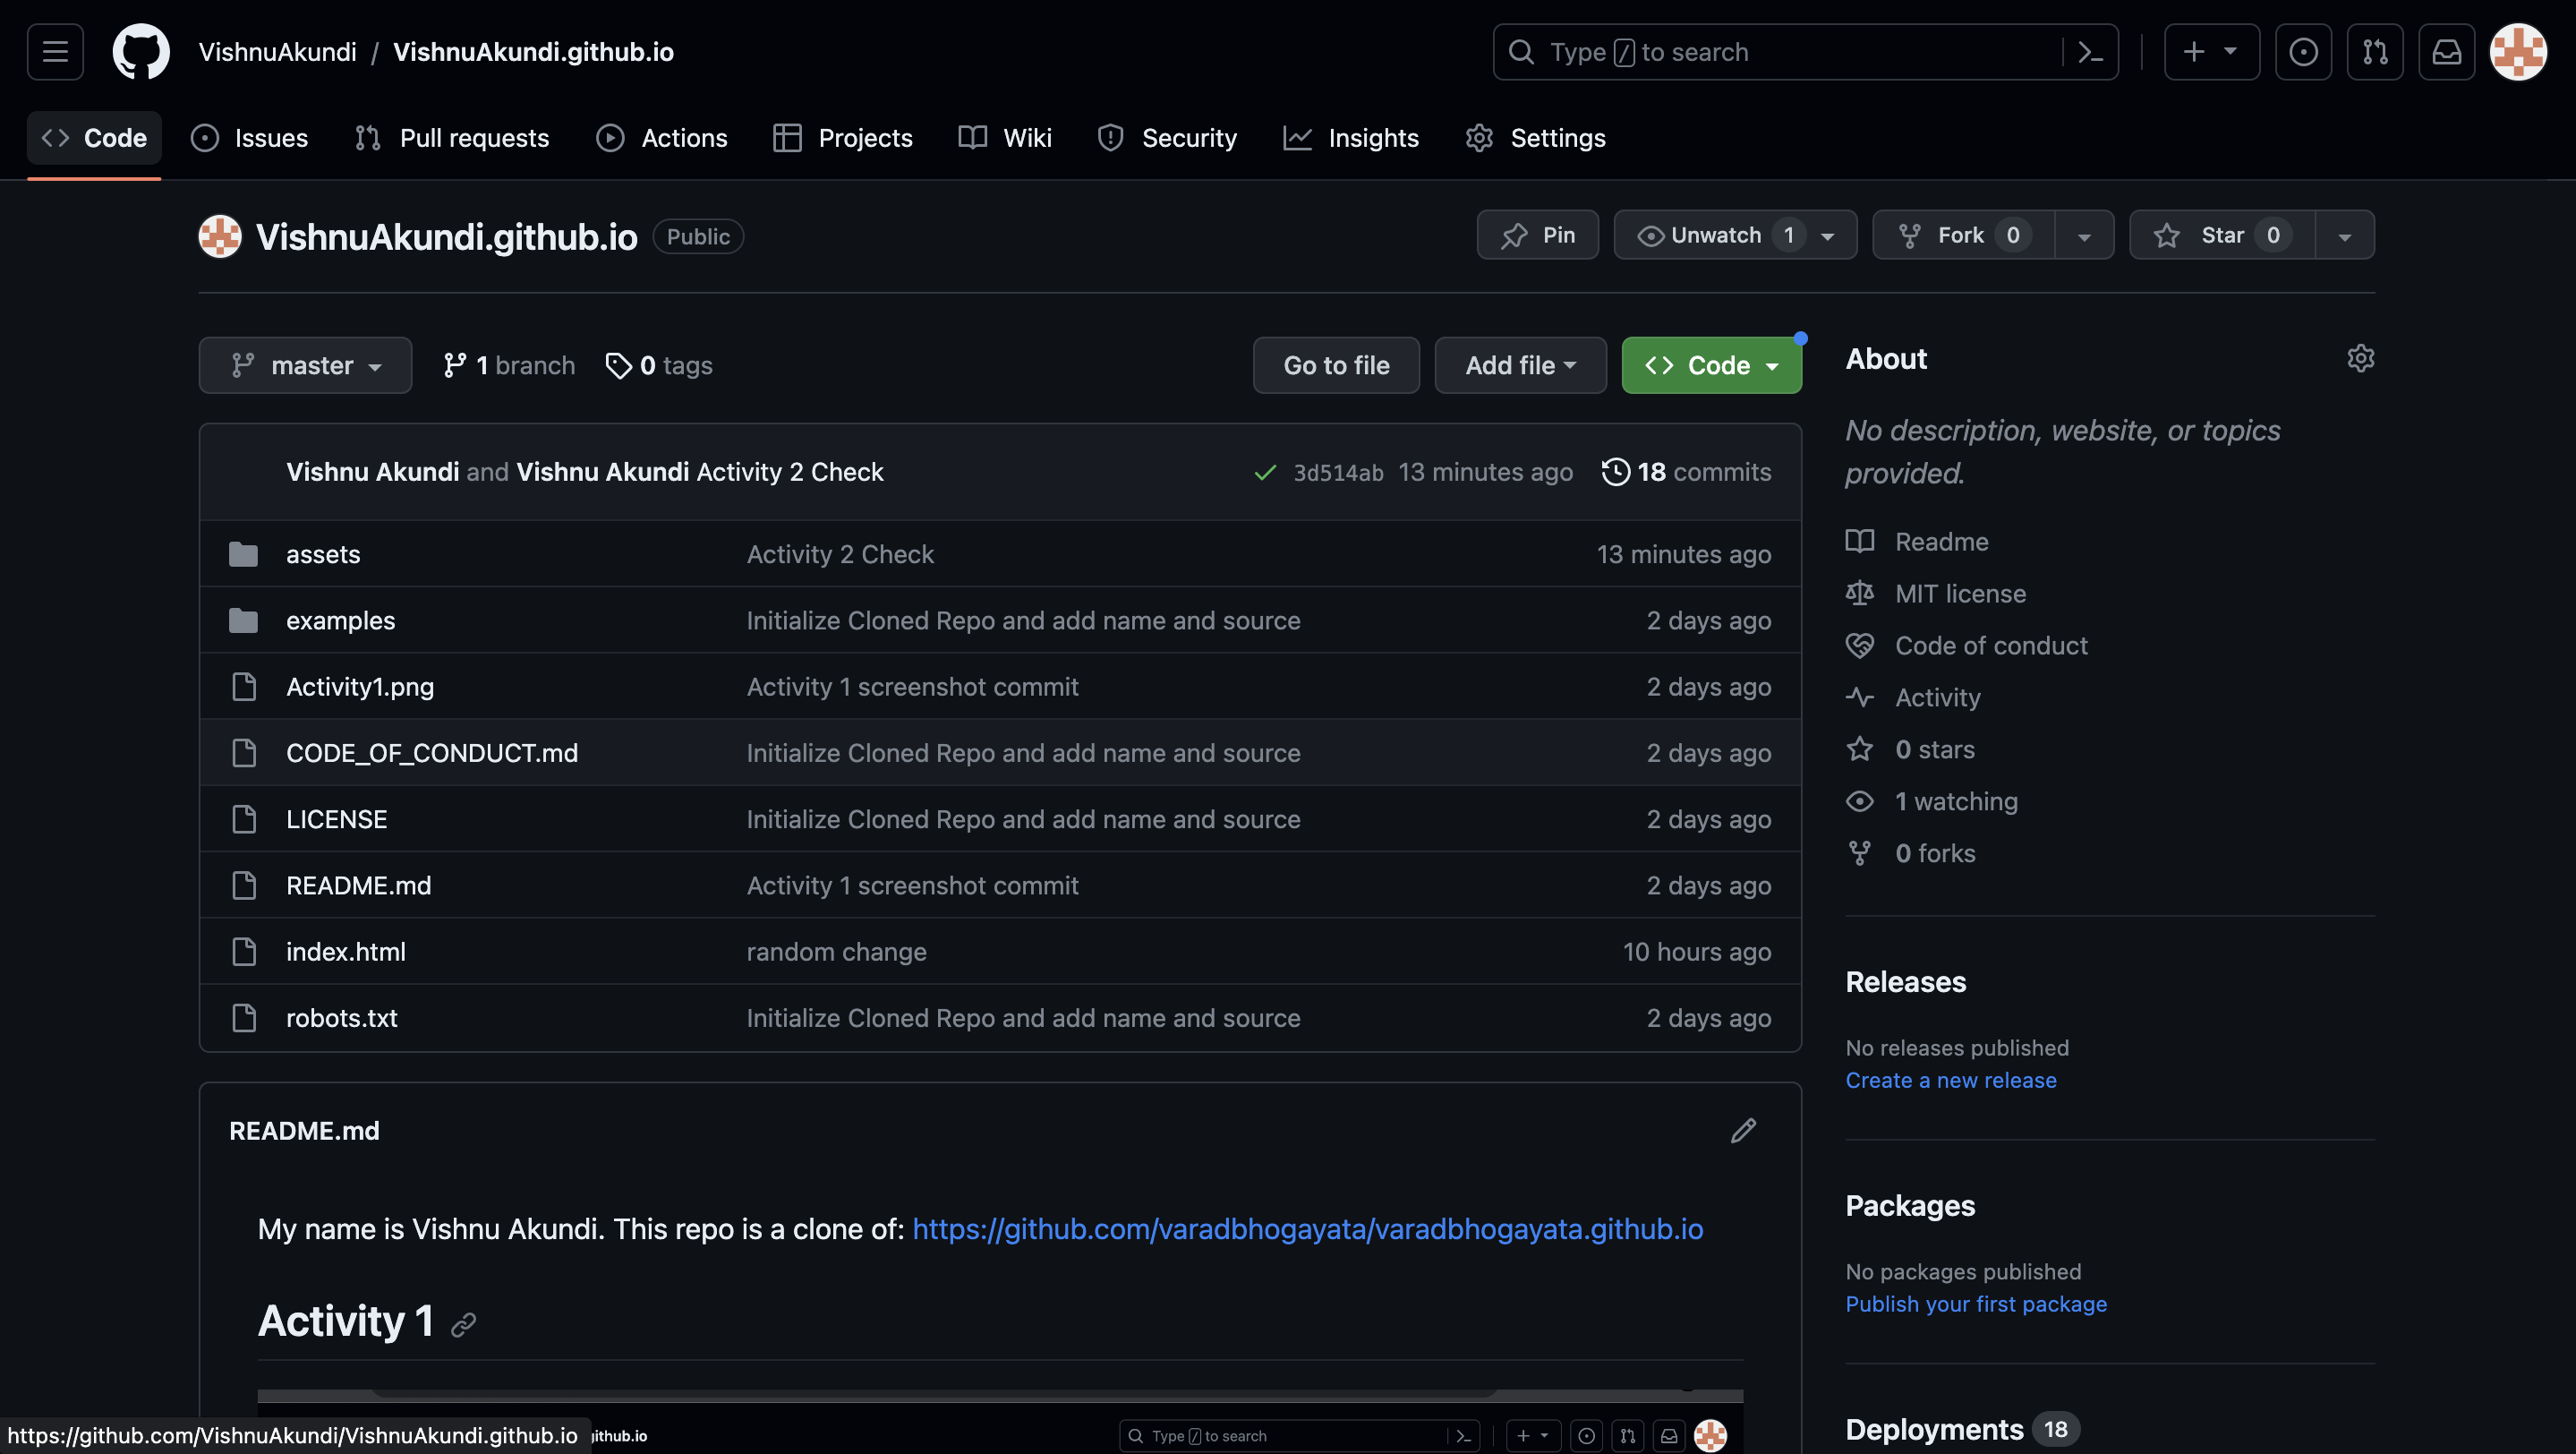 VishnuAkundi / VishnuAkundi.github.io
Type / to search
Code Issues Pull requests Actions Projects Wiki Security Insights Settings
VishnuAkundi.github.io Public
Pin Unwatch 1 Fork 0 Star 0
master 1 branch 0 tags Go to file Add file Code
Vishnu Akundi and Vishnu Akundi Activity 2 Check 3d514ab 13 minutes ago 18 commits
assets Activity 2 Check 13 minutes ago
examples Initialize Cloned Repo and add name and source 2 days ago
Activity1.png Activity 1 screenshot commit 2 days ago
CODE_OF_CONDUCT.md Initialize Cloned Repo and add name and source 2 days ago
LICENSE Initialize Cloned Repo and add name and source 2 days ago
README.md Activity 1 screenshot commit 2 days ago
index.html random change 10 hours ago
robots.txt Initialize Cloned Repo and add name and source 2 days ago
README.md
My name is Vishnu Akundi. This repo is a clone of: https://github.com/varadbhogayata/varadbhogayata.github.io
Activity 1
github.io Type / to search
https://github.com/VishnuAkundi/VishnuAkundi.github.io
About
No description, website, or topics
provided.
Readme
MIT license
Code of conduct
Activity
0 stars
1 watching
0 forks
Releases
No releases published
Create a new release
Packages
No packages published
Publish your first package
Deployments 18